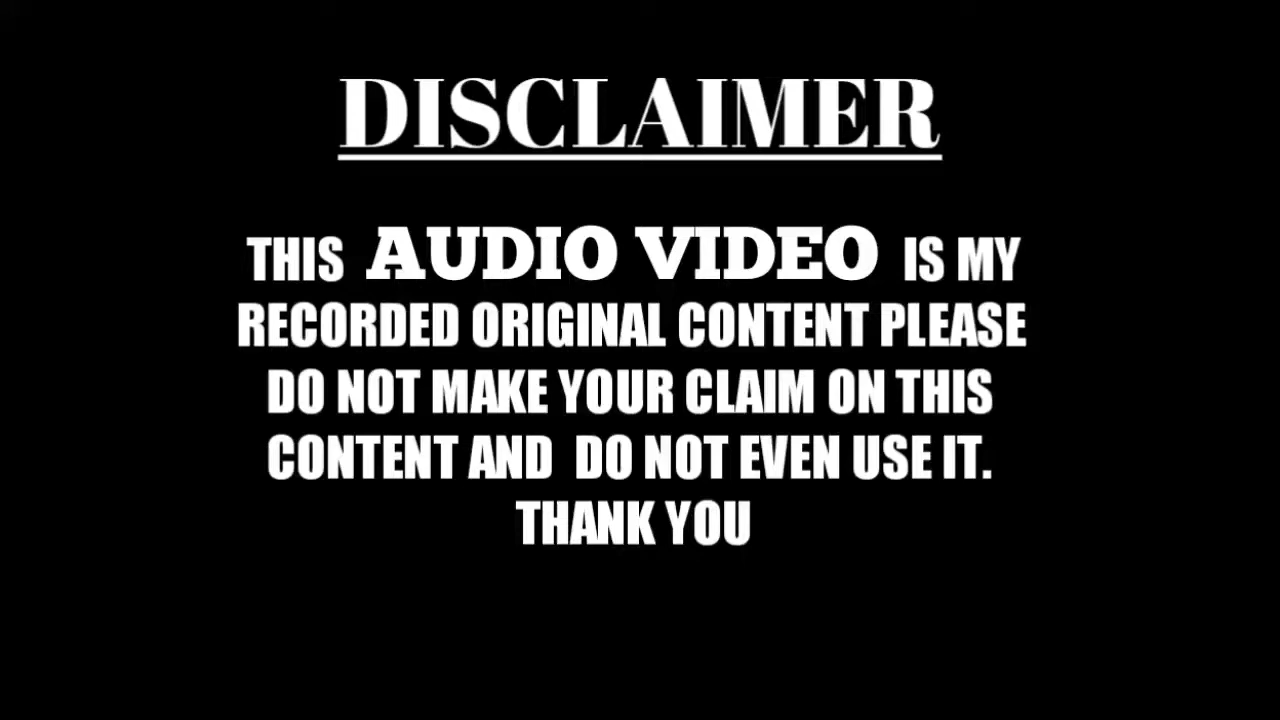 DISCLAIMER
THIS AUDIO VIDEO IS MY
RECORDED ORIGINAL CONTENT PLEASE
DO NOT MAKE YOUR CLAIM ON THIS
CONTENT AND DO NOT EVEN USE IT.
THANK YOU